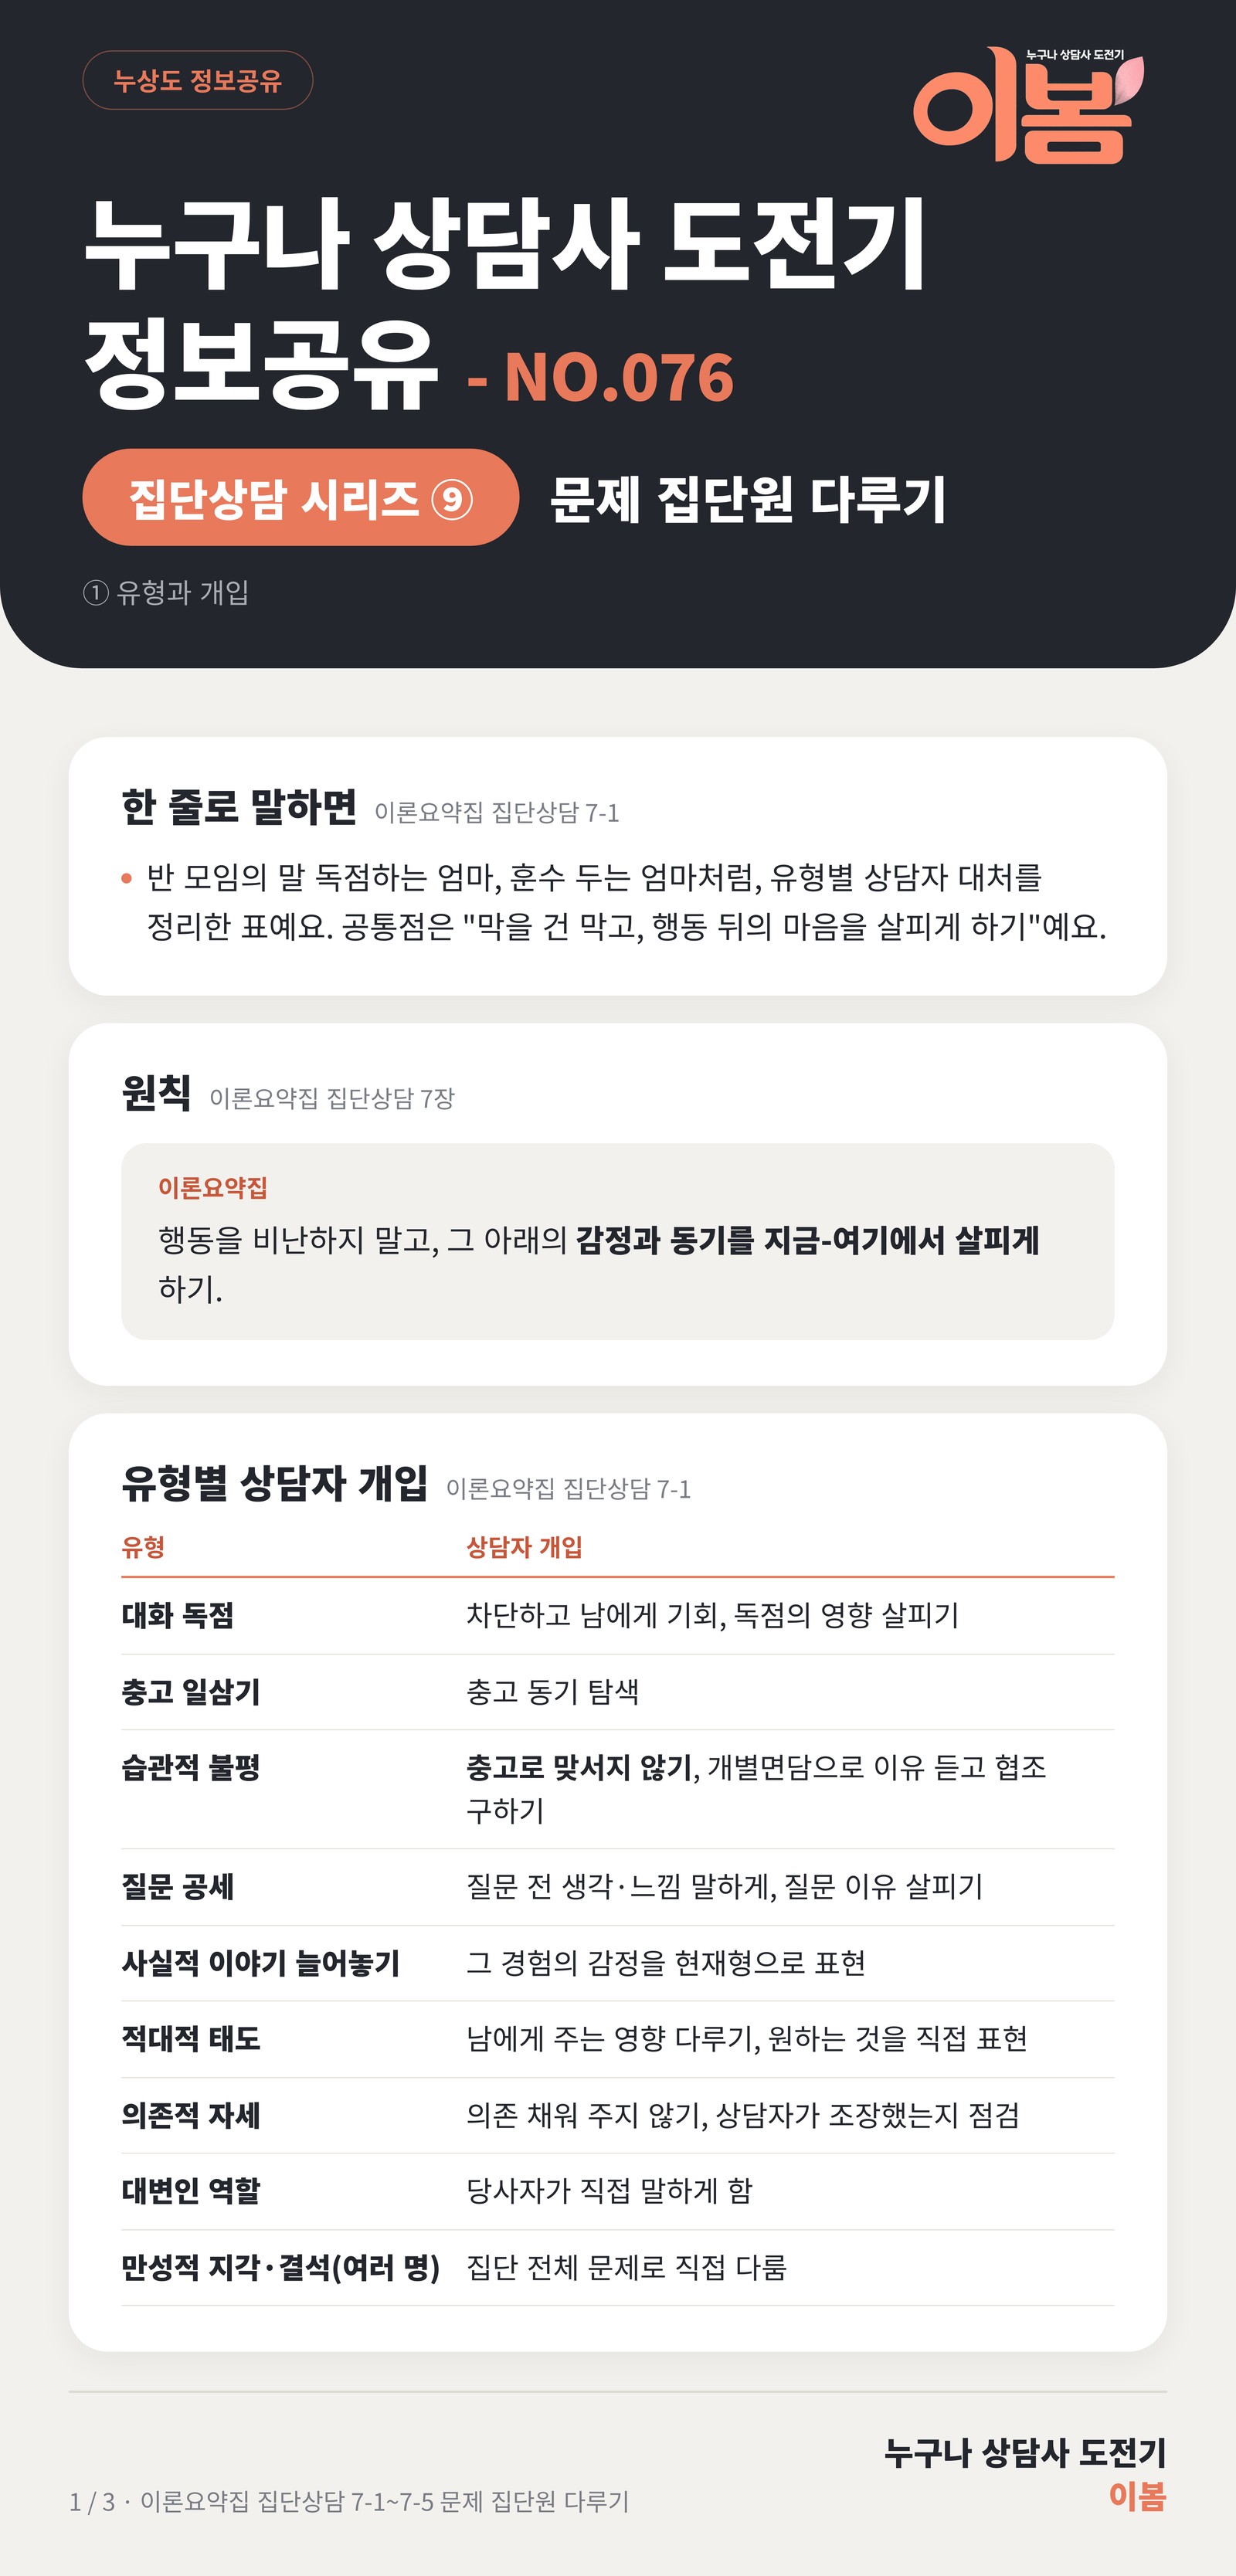 누상도 정보공유
누구나 상담사 도전기
이봄
누구나 상담사 도전기
정보공유 - NO.076
집단상담 시리즈 ⑨ 문제 집단원 다루기
① 유형과 개입
한 줄로 말하면 이론요약집 집단상담 7-1
• 반 모임의 말 독점하는 엄마, 훈수 두는 엄마처럼, 유형별 상담자 대처를
정리한 표예요. 공통점은 "막을 건 막고, 행동 뒤의 마음을 살피게 하기"예요.
원칙 이론요약집 집단상담 7장
이론요약집
행동을 비난하지 말고, 그 아래의 감정과 동기를 지금-여기에서 살피게
하기.
유형별 상담자 개입 이론요약집 집단상담 7-1
유형 상담자 개입
대화 독점 차단하고 남에게 기회, 독점의 영향 살피기
충고 일삼기 충고 동기 탐색
습관적 불평 충고로 맞서지 않기, 개별면담으로 이유 듣고 협조
구하기
질문 공세 질문 전 생각·느낌 말하게, 질문 이유 살피기
사실적 이야기 늘어놓기 그 경험의 감정을 현재형으로 표현
적대적 태도 남에게 주는 영향 다루기, 원하는 것을 직접 표현
의존적 자세 의존 채워 주지 않기, 상담자가 조장했는지 점검
대변인 역할 당사자가 직접 말하게 함
만성적 지각·결석(여러 명) 집단 전체 문제로 직접 다룸
누구나 상담사 도전기
1 / 3 · 이론요약집 집단상담 7-1~7-5 문제 집단원 다루기
이봄